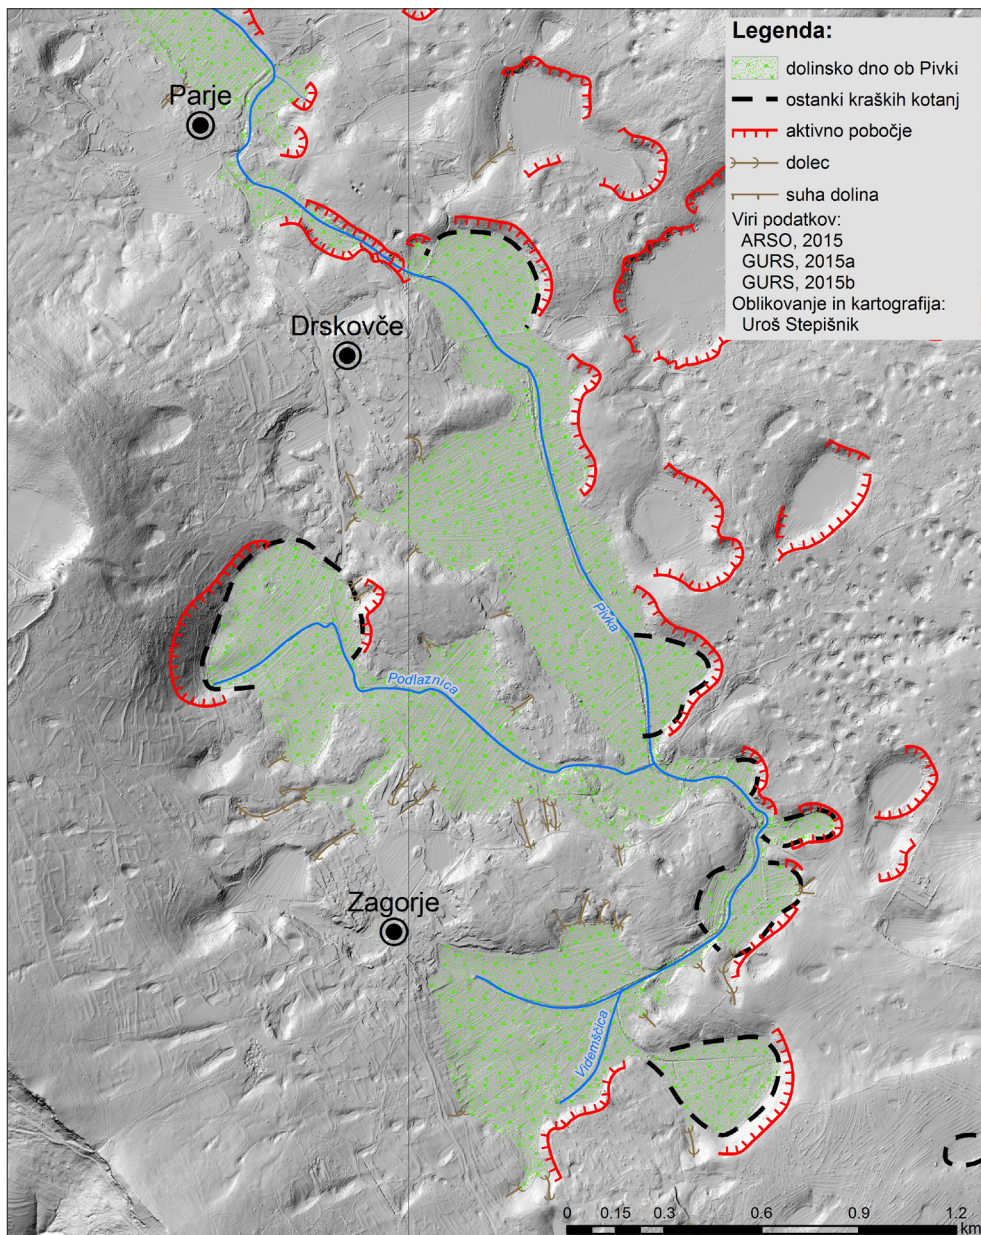 Legenda:
dolinsko dno ob Pivki
ostanki kraških kotanj
aktivno pobočje
dolec
suha dolina
Viri podatkov:
ARSO, 2015
GURS, 2015a
GURS, 2015b
Oblikovanje in kartografija:
Uroš Stepišnik
Parje
Drskovče
Pivka
Podlaznica
Zagorje
Videmščica
0 0.15 0.3 0.6 0.9 1.2
km